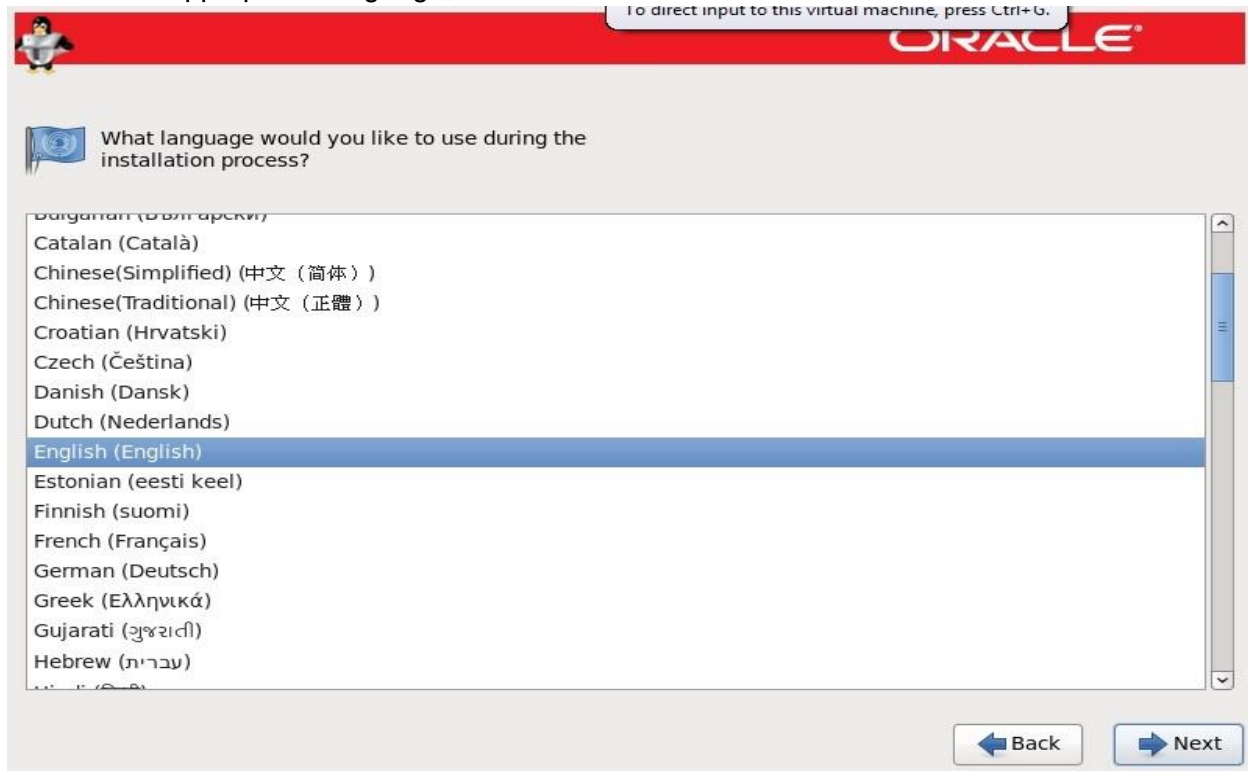 To direct input to this virtual machine, press Ctrl+G.
ORACLE®
What language would you like to use during the
installation process?
Bulgarian (Български)
Catalan (Català)
Chinese(Simplified) (中文（简体）)
Chinese(Traditional) (中文（正體）)
Croatian (Hrvatski)
Czech (Čeština)
Danish (Dansk)
Dutch (Nederlands)
English (English)
Estonian (eesti keel)
Finnish (suomi)
French (Français)
German (Deutsch)
Greek (Ελληνικά)
Gujarati (ગુજરાતી)
Hebrew (עברית)
Back
Next